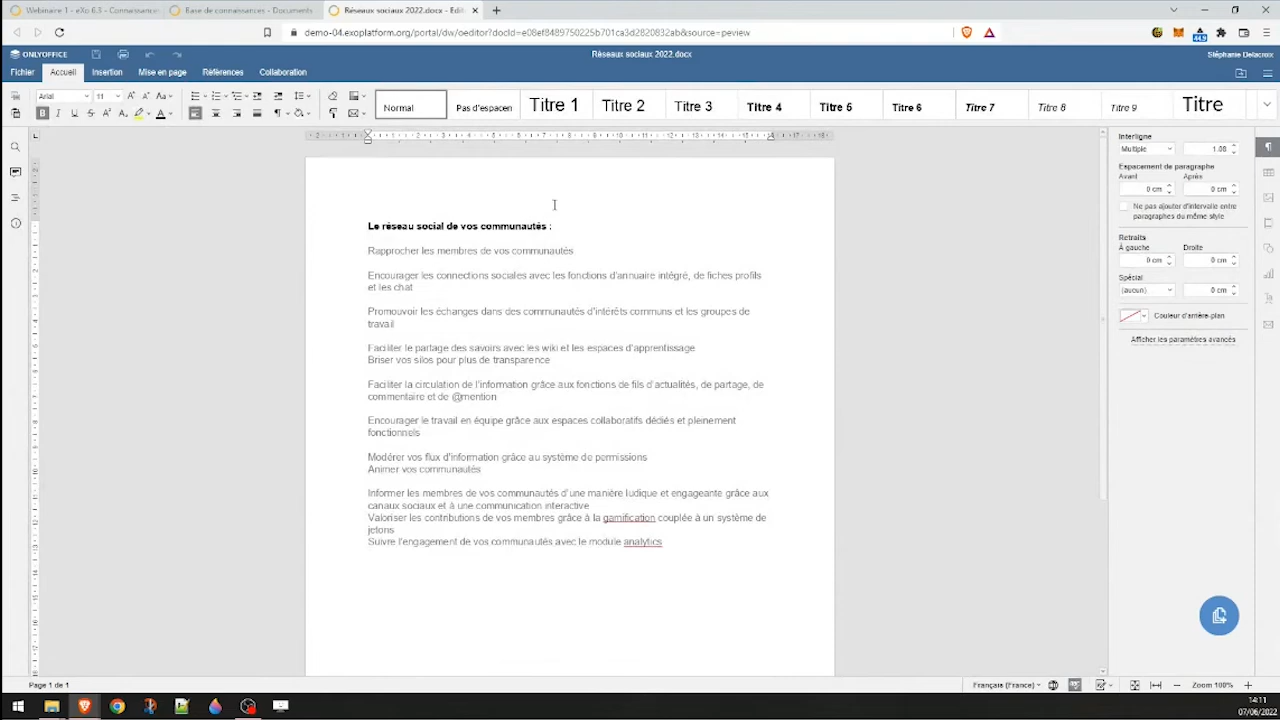 Webinaire 1 - eXo 6.3 - Connaissance
Base de connaissances - Documents
Réseaux sociaux 2022.docx - Edit
demo-04.exoplatform.org/portal/dw/oeditor?docId=e08ef8489750225b701ca3d2820832ab&source=peview
44.9
ONLYOFFICE
Réseaux sociaux 2022.docx
Stéphanie Delacroix
Fichier Accueil Insertion Mise en page Références Collaboration
Arial 11
Normal Pas d'espacen Titre 1 Titre 2 Titre 3 Titre 4 Titre 5 Titre 6 Titre 7 Titre 8 Titre 9 Titre
Le réseau social de vos communautés :
Rapprocher les membres de vos communautés
Encourager les connections sociales avec les fonctions d'annuaire intégré, de fiches profils
et les chat
Promouvoir les échanges dans des communautés d'intérêts communs et les groupes de
travail
Faciliter le partage des savoirs avec les wiki et les espaces d'apprentissage
Briser vos silos pour plus de transparence
Faciliter la circulation de l'information grâce aux fonctions de fils d'actualités, de partage, de
commentaire et de @mention
Encourager le travail en équipe grâce aux espaces collaboratifs dédiés et pleinement
fonctionnels
Modérer vos flux d'information grâce au système de permissions
Animer vos communautés
Informer les membres de vos communautés d'une manière ludique et engageante grâce aux
canaux sociaux et à une communication interactive
Valoriser les contributions de vos membres grâce à la gamification couplée à un système de
jetons
Suivre l'engagement de vos communautés avec le module analytics
Interligne
Multiple 1.08
Espacement de paragraphe
Avant Après
0 cm 0 cm
Ne pas ajouter d'intervalle entre
paragraphes du même style
Retraits
À gauche Droite
0 cm 0 cm
Spécial
(aucun) 0 cm
Couleur d'arrière-plan
Afficher les paramètres avancés
Page 1 de 1
Français (France)
Zoom 100%
14:11
07/06/2022